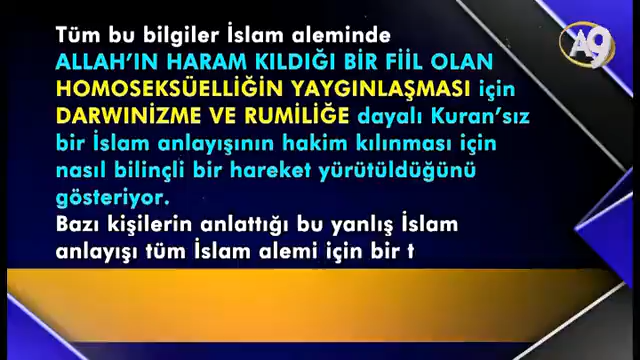 A9
Tüm bu bilgiler İslam aleminde
ALLAH'IN HARAM KILDIĞI BİR FİİL OLAN
HOMOSEKSÜELLİĞİN YAYGINLAŞMASI için
DARWINİZME VE RUMİLİĞE dayalı Kuran'sız
bir İslam anlayışının hakim kılınması için
nasıl bilinçli bir hareket yürütüldüğünü
gösteriyor.
Bazı kişilerin anlattığı bu yanlış İslam
anlayışı tüm İslam alemi için bir t